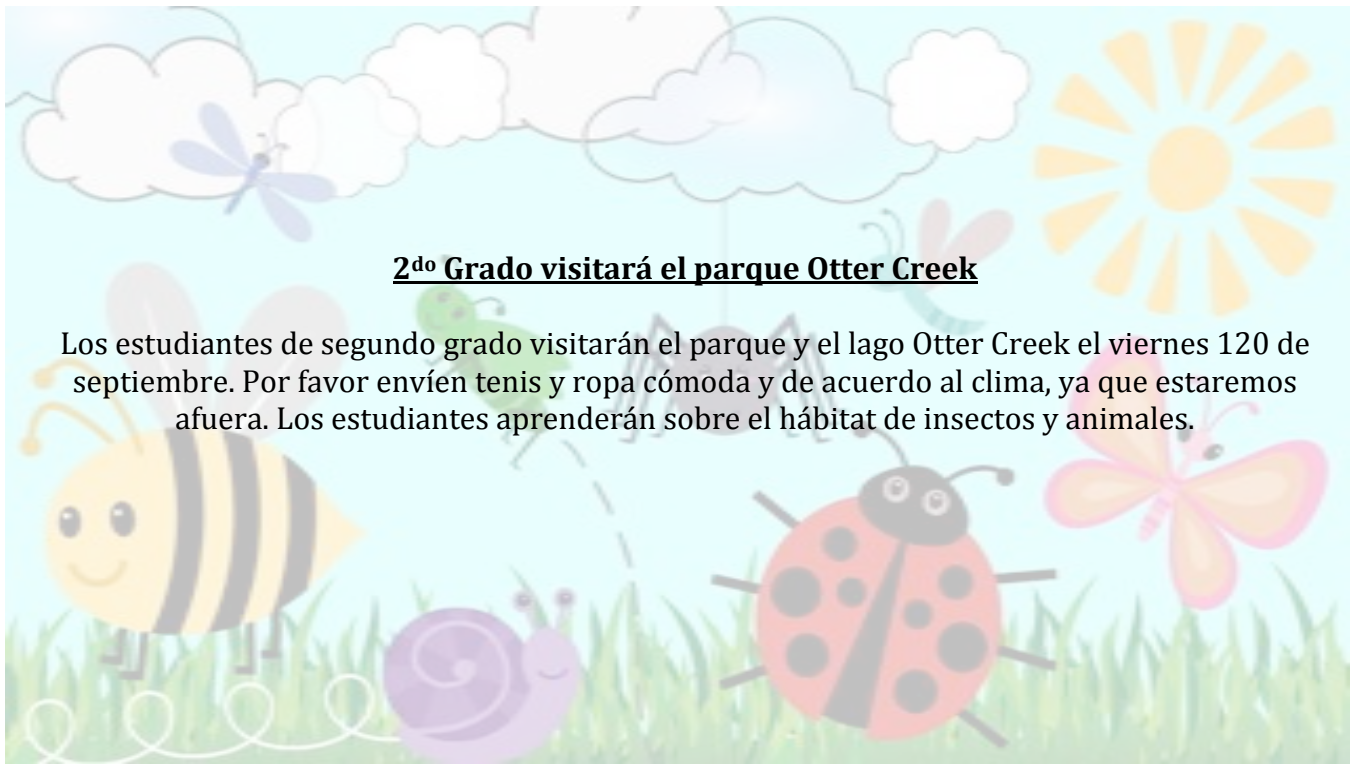 2do Grado visitará el parque Otter Creek
Los estudiantes de segundo grado visitarán el parque y el lago Otter Creek el viernes 120 de
septiembre. Por favor envíen tenis y ropa cómoda y de acuerdo al clima, ya que estaremos
afuera. Los estudiantes aprenderán sobre el hábitat de insectos y animales.